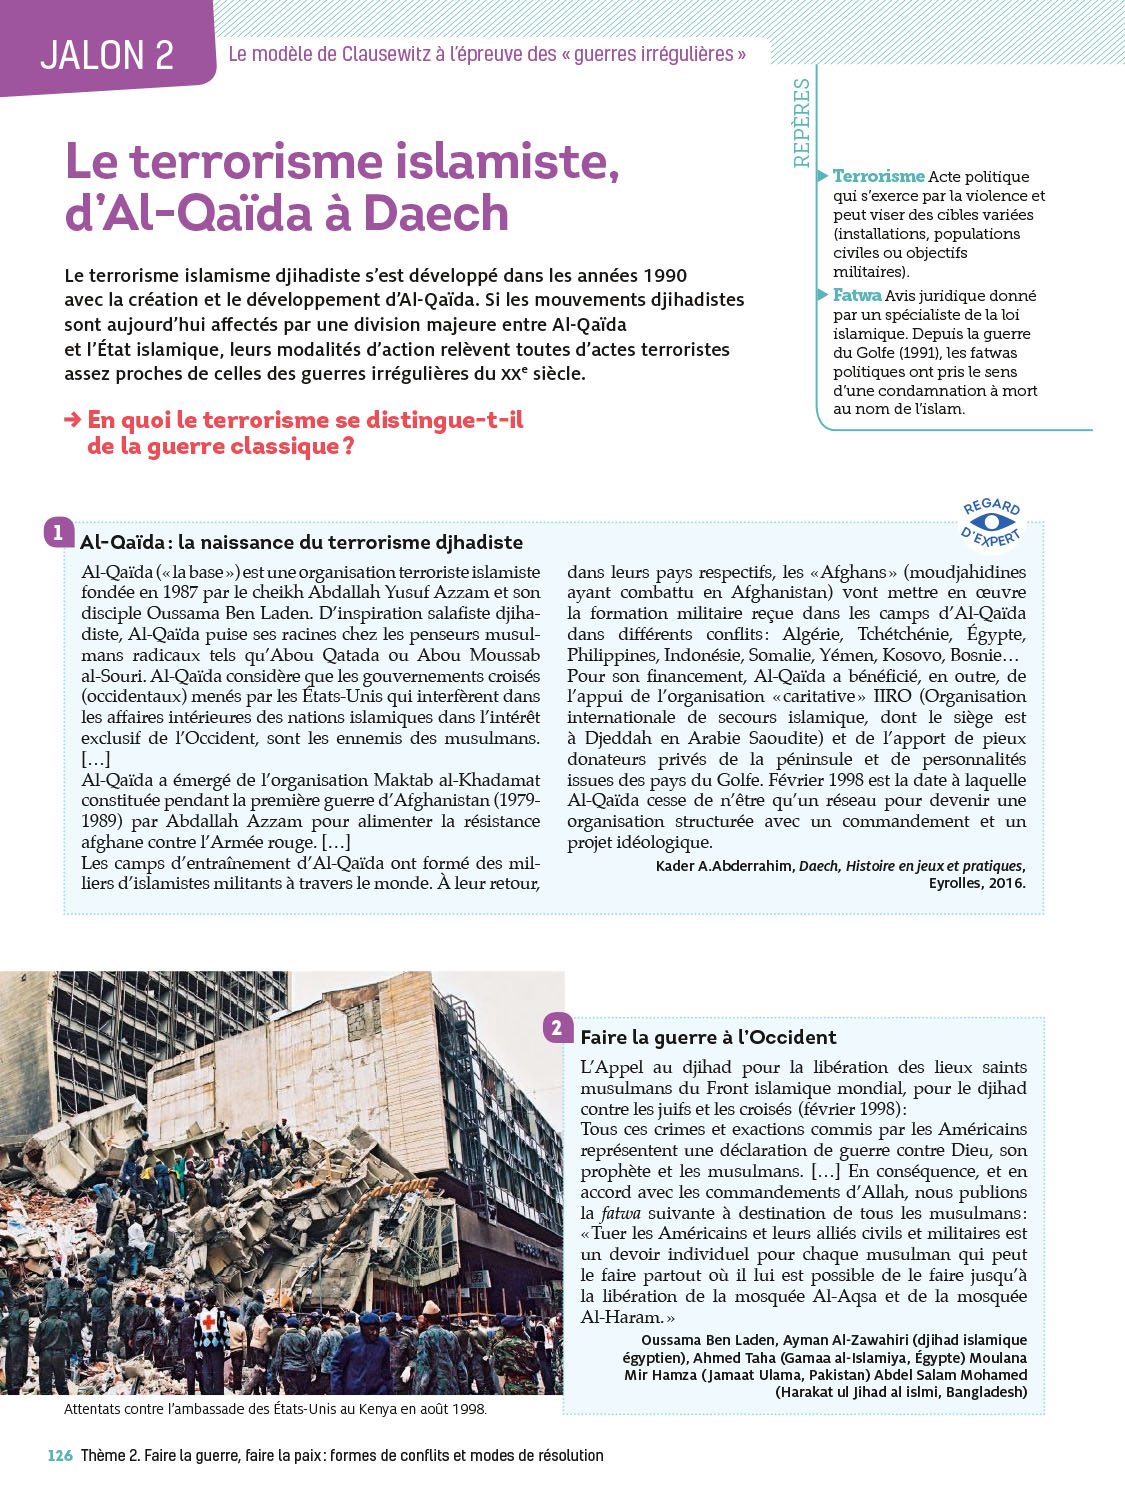 JALON 2
Le modèle de Clausewitz à l’épreuve des « guerres irrégulières »
Le terrorisme islamiste,
d’Al-Qaïda à Daech
Le terrorisme islamisme djihadiste s’est développé dans les années 1990
avec la création et le développement d’Al-Qaïda. Si les mouvements djihadistes
sont aujourd’hui affectés par une division majeure entre Al-Qaïda
et l’État islamique, leurs modalités d’action relèvent toutes d’actes terroristes
assez proches de celles des guerres irrégulières du XXe siècle.
→ En quoi le terrorisme se distingue-t-il
de la guerre classique ?
REPÈRES
▶ Terrorisme Acte politique
qui s’exerce par la violence et
peut viser des cibles variées
(installations, populations
civiles ou objectifs
militaires).
▶ Fatwa Avis juridique donné
par un spécialiste de la loi
islamique. Depuis la guerre
du Golfe (1991), les fatwas
politiques ont pris le sens
d’une condamnation à mort
au nom de l’islam.
REGARD
D’EXPERT
1
Al-Qaïda : la naissance du terrorisme djhadiste
Al-Qaïda (« la base ») est une organisation terroriste islamiste
fondée en 1987 par le cheikh Abdallah Yusuf Azzam et son
disciple Oussama Ben Laden. D’inspiration salafiste djiha-
diste, Al-Qaïda puise ses racines chez les penseurs musul-
mans radicaux tels qu’Abou Qatada ou Abou Moussab
al-Souri. Al-Qaïda considère que les gouvernements croisés
(occidentaux) menés par les États-Unis qui interfèrent dans
les affaires intérieures des nations islamiques dans l’intérêt
exclusif de l’Occident, sont les ennemis des musulmans.
[…]
Al-Qaïda a émergé de l’organisation Maktab al-Khadamat
constituée pendant la première guerre d’Afghanistan (1979-
1989) par Abdallah Azzam pour alimenter la résistance
afghane contre l’Armée rouge. […]
Les camps d’entraînement d’Al-Qaïda ont formé des mil-
liers d’islamistes militants à travers le monde. À leur retour,
dans leurs pays respectifs, les « Afghans » (moudjahidines
ayant combattu en Afghanistan) vont mettre en œuvre
la formation militaire reçue dans les camps d’Al-Qaïda
dans différents conflits : Algérie, Tchétchénie, Égypte,
Philippines, Indonésie, Somalie, Yémen, Kosovo, Bosnie…
Pour son financement, Al-Qaïda a bénéficié, en outre, de
l’appui de l’organisation « caritative » IIRO (Organisation
internationale de secours islamique, dont le siège est
à Djeddah en Arabie Saoudite) et de l’apport de pieux
donateurs privés de la péninsule et de personnalités
issues des pays du Golfe. Février 1998 est la date à laquelle
Al-Qaïda cesse de n’être qu’un réseau pour devenir une
organisation structurée avec un commandement et un
projet idéologique.
Kader A.Abderrahim, Daech, Histoire en jeux et pratiques,
Eyrolles, 2016.
2
Faire la guerre à l’Occident
L’Appel au djihad pour la libération des lieux saints
musulmans du Front islamique mondial, pour le djihad
contre les juifs et les croisés (février 1998) :
Tous ces crimes et exactions commis par les Américains
représentent une déclaration de guerre contre Dieu, son
prophète et les musulmans. […] En conséquence, et en
accord avec les commandements d’Allah, nous publions
la fatwa suivante à destination de tous les musulmans :
« Tuer les Américains et leurs alliés civils et militaires est
un devoir individuel pour chaque musulman qui peut
le faire partout où il lui est possible de le faire jusqu’à
la libération de la mosquée Al-Aqsa et de la mosquée
Al-Haram. »
Oussama Ben Laden, Ayman Al-Zawahiri (djihad islamique
égyptien), Ahmed Taha (Gamaa al-Islamiya, Égypte) Moulana
Mir Hamza (Jamaat Ulama, Pakistan) Abdel Salam Mohamed
(Harakat ul Jihad al islmi, Bangladesh)
Attentats contre l’ambassade des États-Unis au Kenya en août 1998.
126 Thème 2. Faire la guerre, faire la paix : formes de conflits et modes de résolution